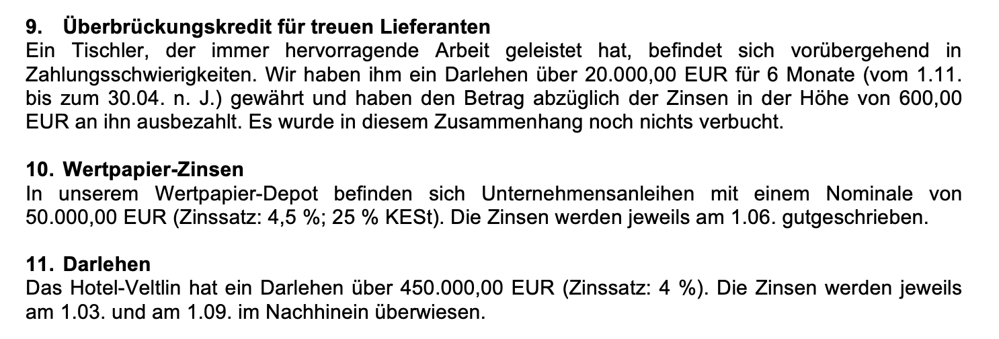 9. Überbrückungskredit für treuen Lieferanten
Ein Tischler, der immer hervorragende Arbeit geleistet hat, befindet sich vorübergehend in
Zahlungsschwierigkeiten. Wir haben ihm ein Darlehen über 20.000,00 EUR für 6 Monate (vom 1.11.
bis zum 30.04. n. J.) gewährt und haben den Betrag abzüglich der Zinsen in der Höhe von 600,00
EUR an ihn ausbezahlt. Es wurde in diesem Zusammenhang noch nichts verbucht.
10. Wertpapier-Zinsen
In unserem Wertpapier-Depot befinden sich Unternehmensanleihen mit einem Nominale von
50.000,00 EUR (Zinssatz: 4,5 %; 25 % KESt). Die Zinsen werden jeweils am 1.06. gutgeschrieben.
11. Darlehen
Das Hotel-Veltlin hat ein Darlehen über 450.000,00 EUR (Zinssatz: 4 %). Die Zinsen werden jeweils
am 1.03. und am 1.09. im Nachhinein überwiesen.